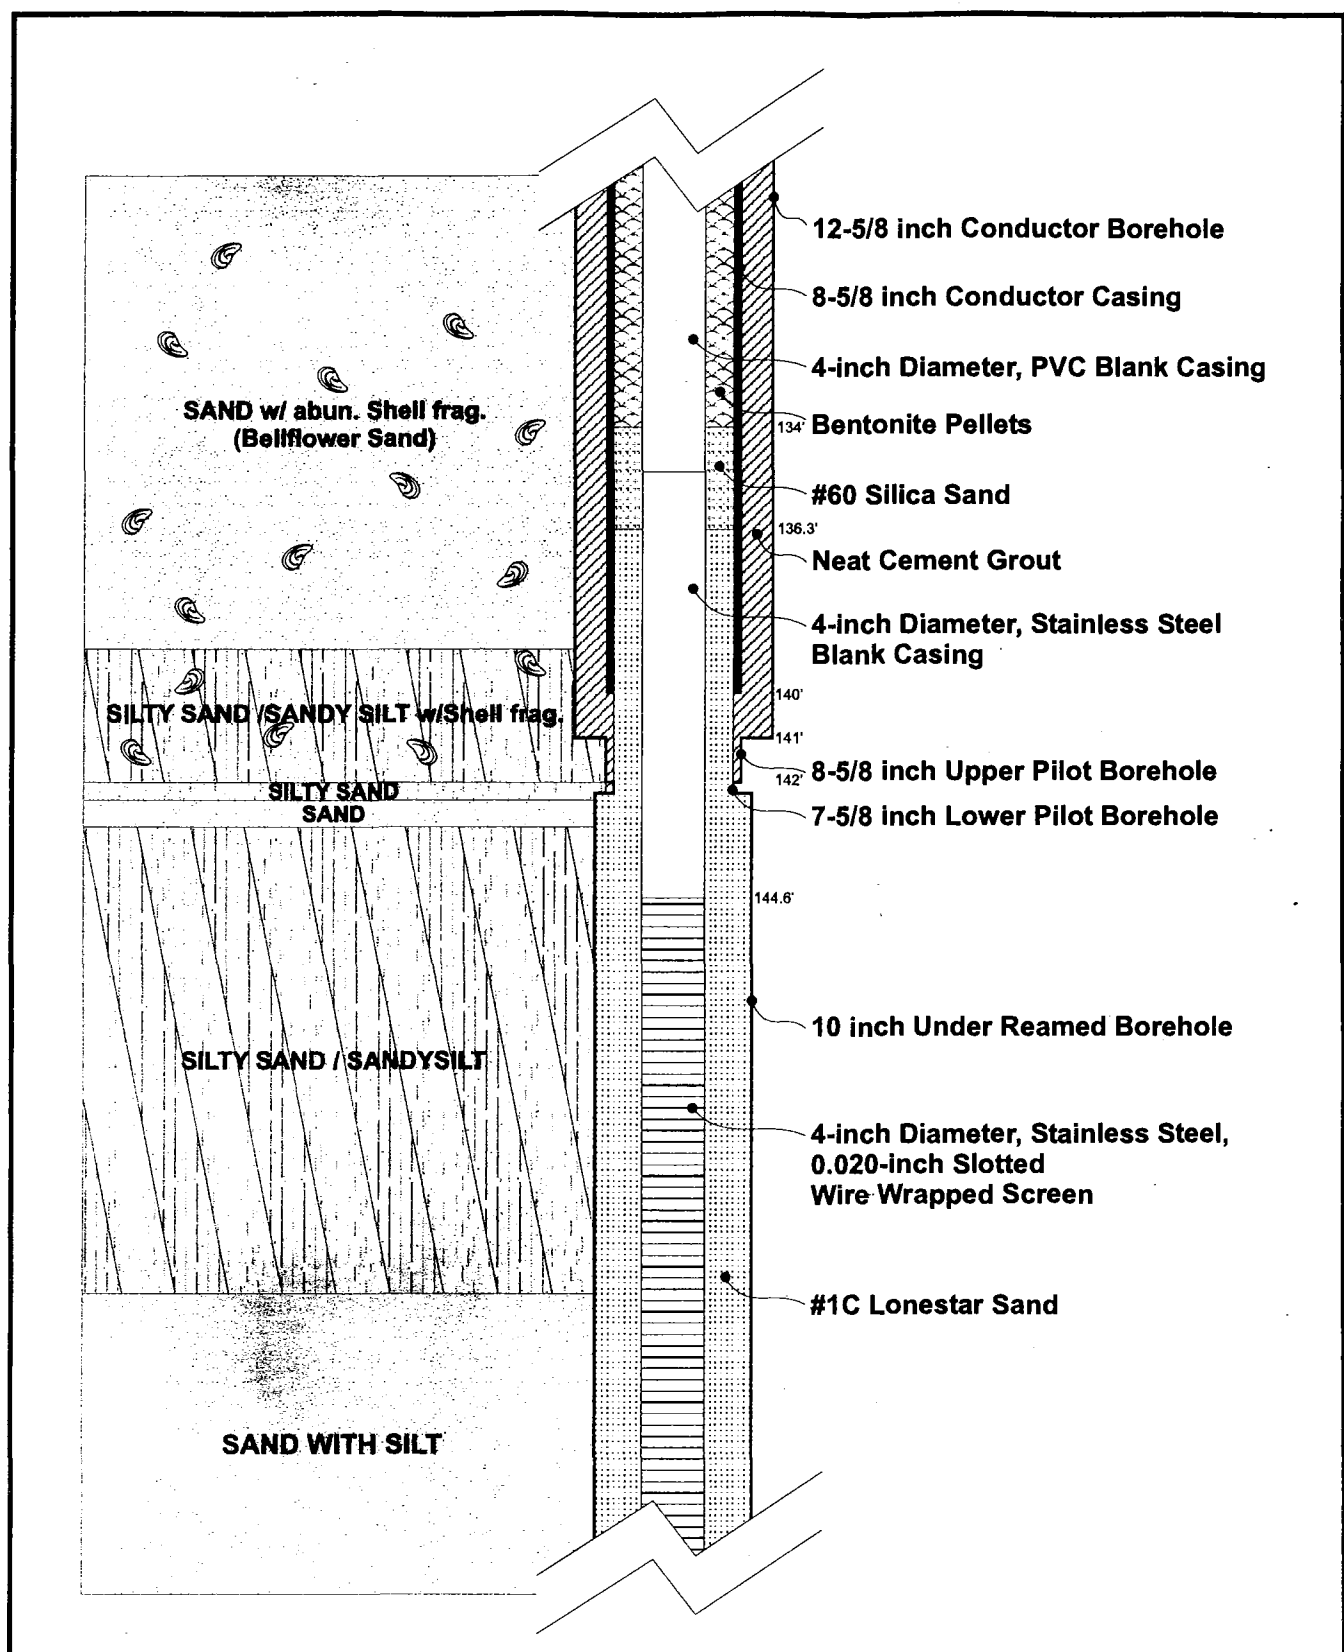 12-5/8 inch Conductor Borehole
8-5/8 inch Conductor Casing
4-inch Diameter, PVC Blank Casing
SAND w/ abun. Shell frag.
(Bellflower Sand)
134' Bentonite Pellets
#60 Silica Sand
136.3'
Neat Cement Grout
4-inch Diameter, Stainless Steel
Blank Casing
140'
SILTY SAND /SANDY SILT w/Shell frag.
141'
142' 8-5/8 inch Upper Pilot Borehole
SILTY SAND
SAND
7-5/8 inch Lower Pilot Borehole
144.6'
10 inch Under Reamed Borehole
SILTY SAND / SANDYSILT
4-inch Diameter, Stainless Steel,
0.020-inch Slotted
Wire Wrapped Screen
#1C Lonestar Sand
SAND WITH SILT